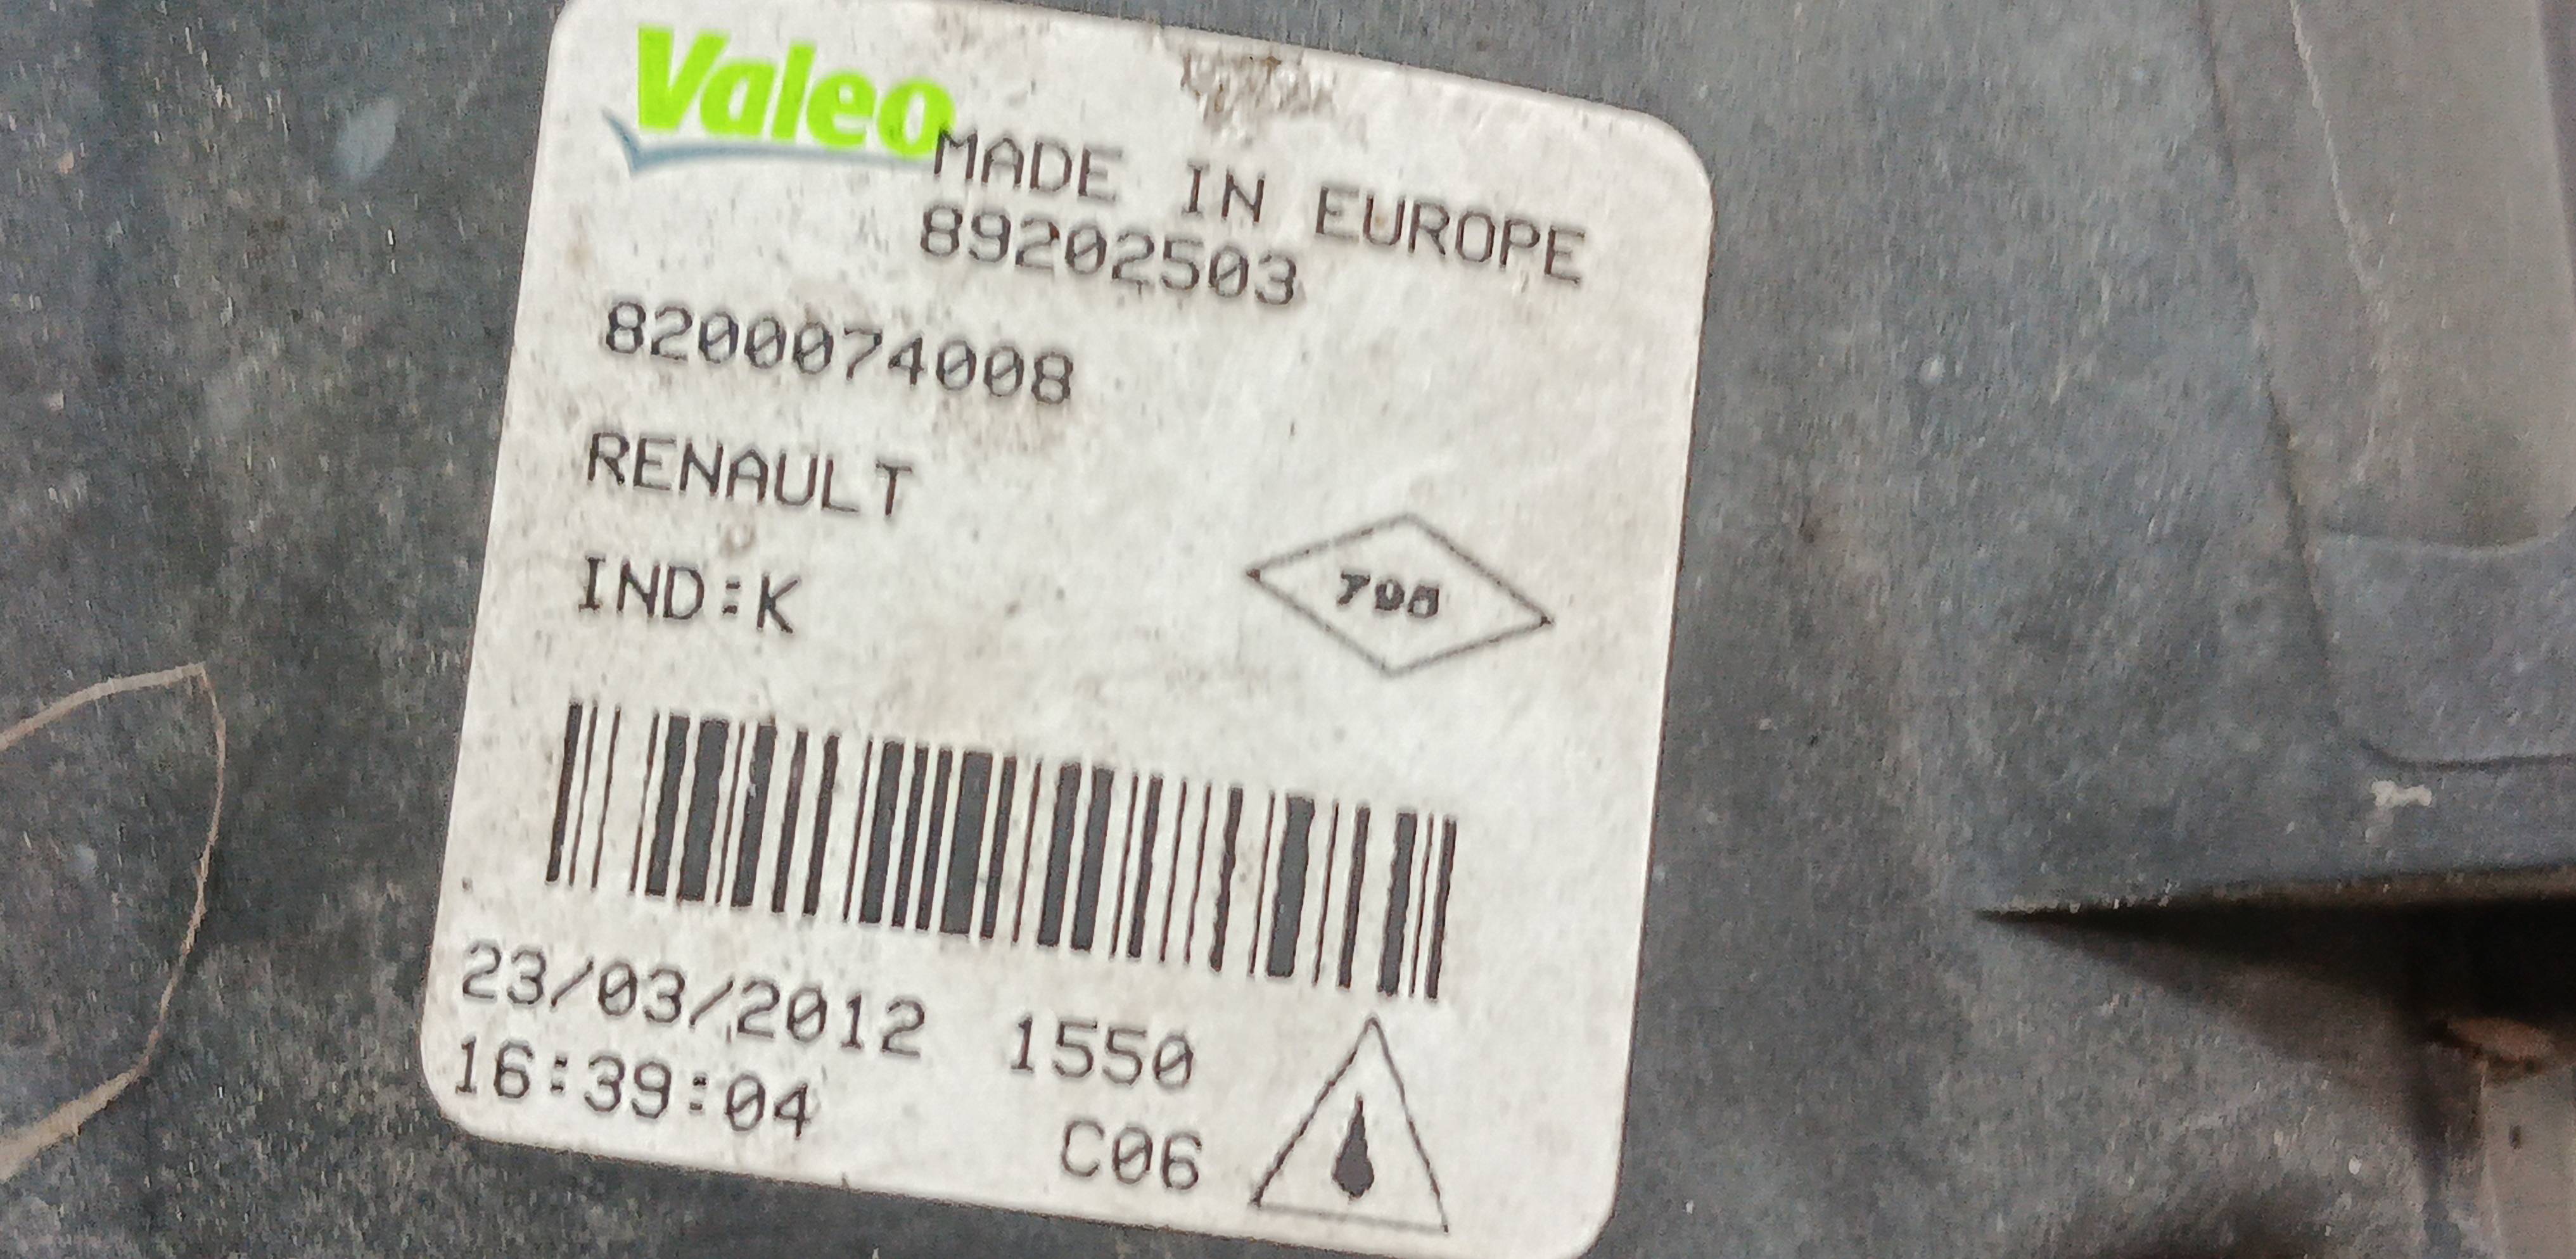 Valeo
MADE IN EUROPE
89202503
8200074008
RENAULT
IND:K
23/03/2012 1550
16:39:04
C06